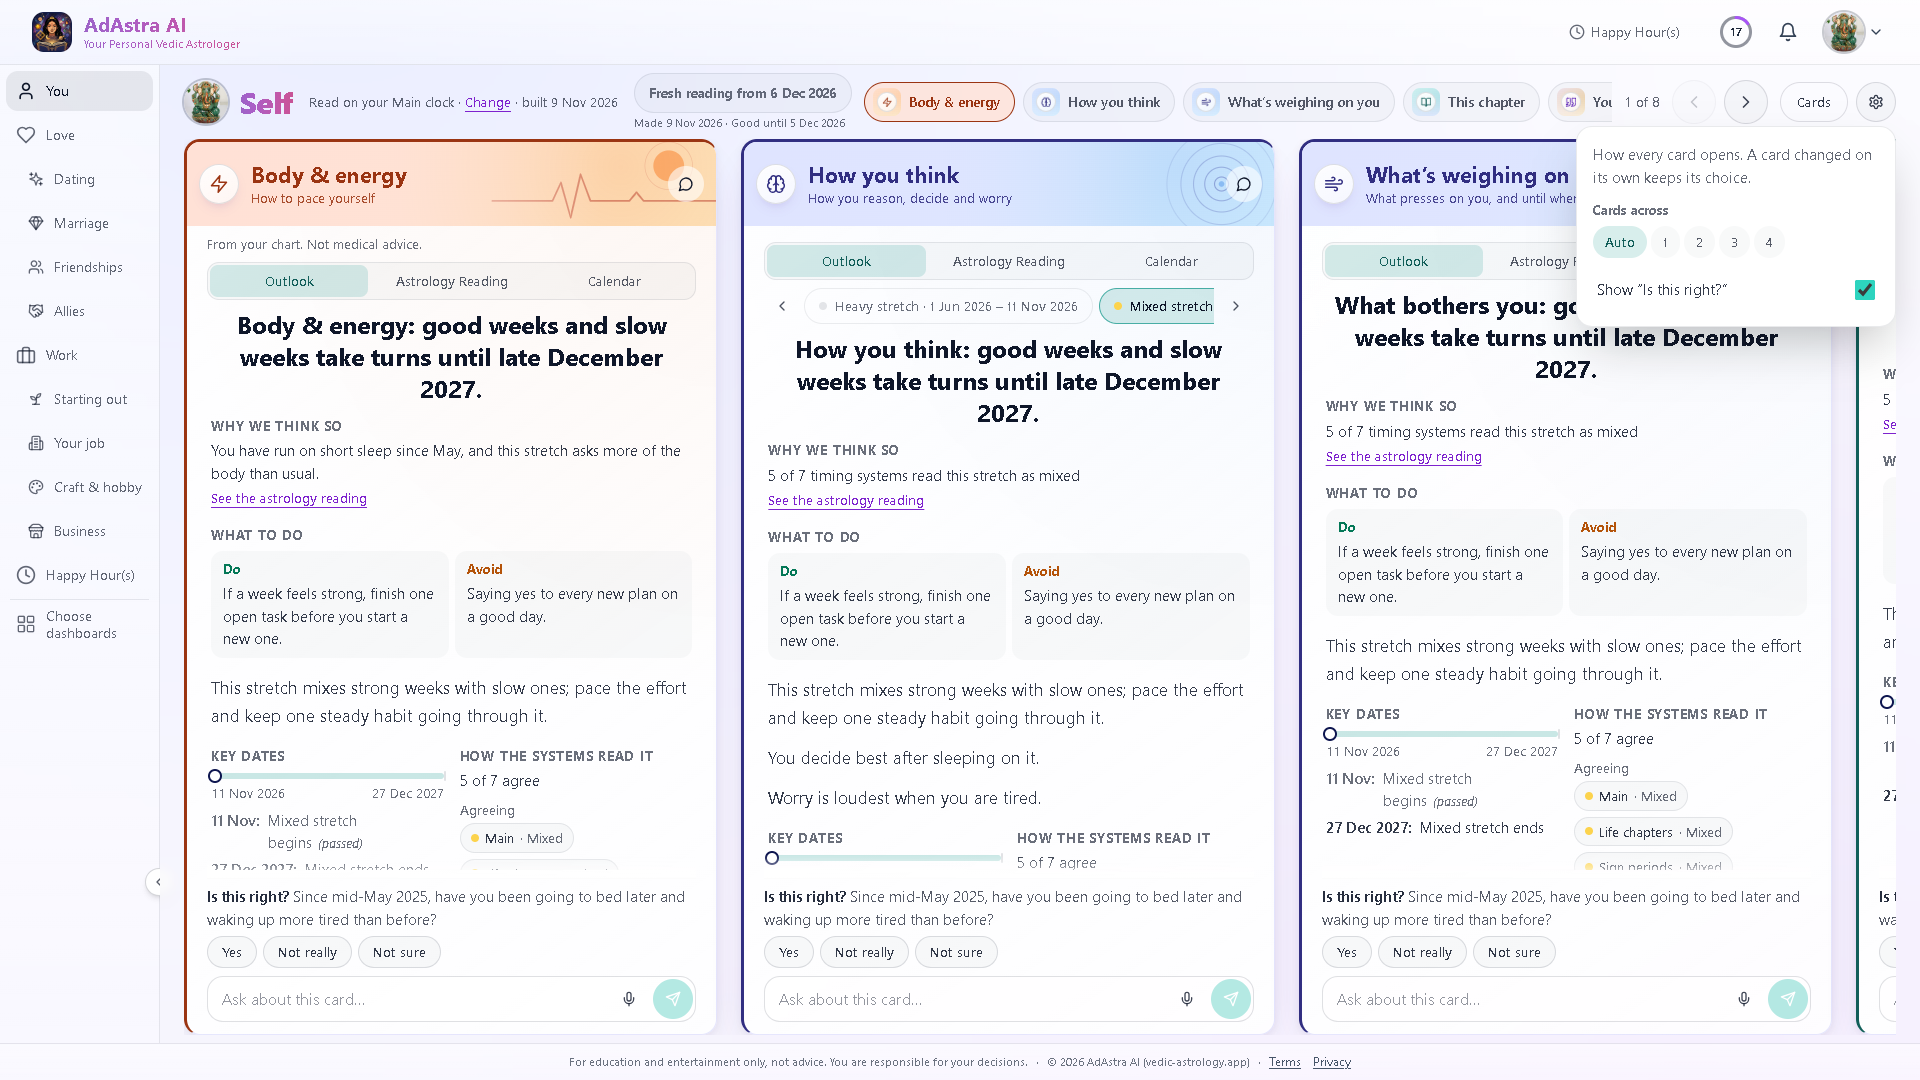 AdAstra AI
Your Personal Vedic Astrologer
Happy Hour(s)
17
You
Love
Dating
Marriage
Friendships
Allies
Work
Starting out
Your job
Craft & hobby
Business
Happy Hour(s)
Choose
dashboards
Self
Read on your Main clock · Change · built 9 Nov 2026
Fresh reading from 6 Dec 2026
Made 9 Nov 2026 · Good until 5 Dec 2026
Body & energy
How you think
What's weighing on you
This chapter
You
1 of 8
Cards
How every card opens. A card changed on
its own keeps its choice.
Cards across
Auto
1
2
3
4
Show "Is this right?"
Body & energy
How to pace yourself
From your chart. Not medical advice.
Outlook
Astrology Reading
Calendar
Body & energy: good weeks and slow
weeks take turns until late December
2027.
WHY WE THINK SO
You have run on short sleep since May, and this stretch asks more of the
body than usual.
See the astrology reading
WHAT TO DO
Do
If a week feels strong, finish one
open task before you start a
new one.
Avoid
Saying yes to every new plan on
a good day.
This stretch mixes strong weeks with slow ones; pace the effort
and keep one steady habit going through it.
KEY DATES
11 Nov 2026
27 Dec 2027
11 Nov: Mixed stretch
begins (passed)
27 Dec 2027: Mixed stretch ends
HOW THE SYSTEMS READ IT
5 of 7 agree
Agreeing
Main · Mixed
Is this right? Since mid-May 2025, have you been going to bed later and
waking up more tired than before?
Yes
Not really
Not sure
Ask about this card...
How you think
How you reason, decide and worry
Outlook
Astrology Reading
Calendar
Heavy stretch · 1 Jun 2026 – 11 Nov 2026
Mixed stretch
How you think: good weeks and slow
weeks take turns until late December
2027.
WHY WE THINK SO
5 of 7 timing systems read this stretch as mixed
See the astrology reading
WHAT TO DO
Do
If a week feels strong, finish one
open task before you start a
new one.
Avoid
Saying yes to every new plan on
a good day.
This stretch mixes strong weeks with slow ones; pace the effort
and keep one steady habit going through it.
You decide best after sleeping on it.
Worry is loudest when you are tired.
KEY DATES
HOW THE SYSTEMS READ IT
5 of 7 agree
Is this right? Since mid-May 2025, have you been going to bed later and
waking up more tired than before?
Yes
Not really
Not sure
Ask about this card...
What's weighing on
What presses on you, and until
Outlook
Astrology
What bothers you:
weeks take turns until late December
2027.
WHY WE THINK SO
5 of 7 timing systems read this stretch as mixed
See the astrology reading
WHAT TO DO
Do
If a week feels strong, finish one
open task before you start a
new one.
Avoid
Saying yes to every new plan on
a good day.
This stretch mixes strong weeks with slow ones; pace the effort
and keep one steady habit going through it.
KEY DATES
11 Nov 2026
27 Dec 2027
11 Nov: Mixed stretch
begins (passed)
27 Dec 2027: Mixed stretch ends
HOW THE SYSTEMS READ IT
5 of 7 agree
Agreeing
Main · Mixed
Life chapters · Mixed
Sign periods · Mixed
Is this right? Since mid-May 2025, have you been going to bed later and
waking up more tired than before?
Yes
Not really
Not sure
Ask about this card...
For education and entertainment only, not advice. You are responsible for your decisions. · © 2026 AdAstra AI (vedic-astrology.app) · Terms Privacy